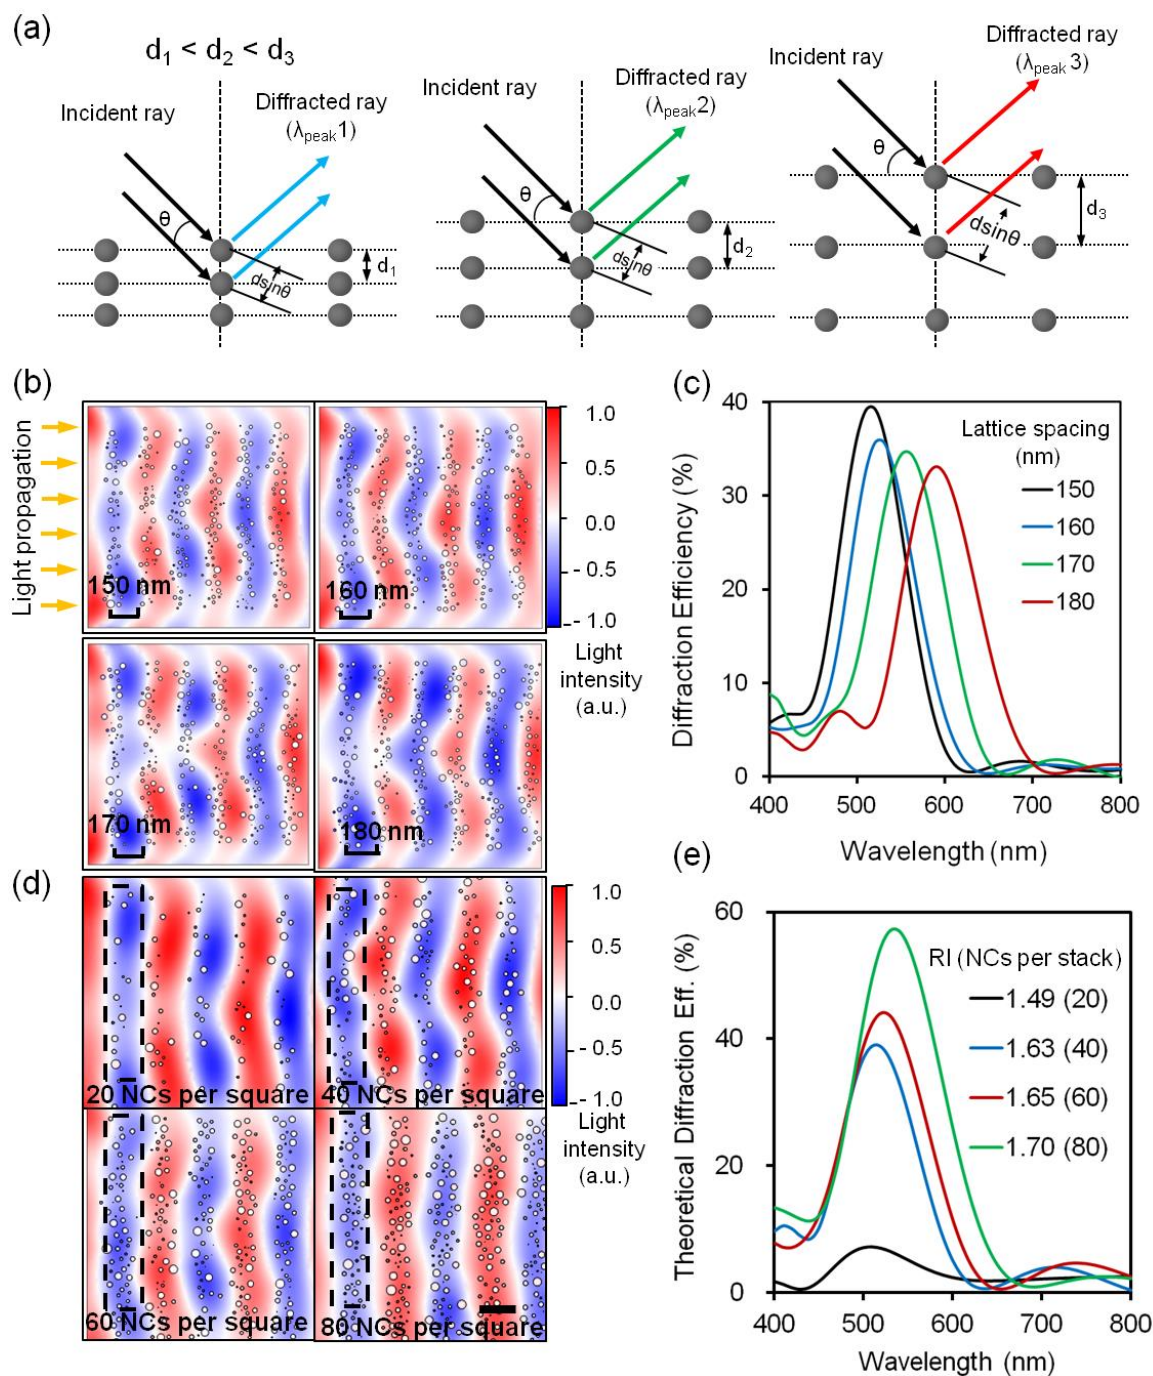 (a)
d1 < d2 < d3
Incident ray
Diffracted ray
(λpeak1)
θ
dsinθ
d1
Incident ray
Diffracted ray
(λpeak2)
θ
dsinθ
d2
Incident ray
Diffracted ray
(λpeak3)
θ
dsinθ
d3
(b)
Light propagation
150 nm
160 nm
170 nm
180 nm
1.0
0.5
0.0
- 0.5
- 1.0
Light
intensity
(a.u.)
(c)
Diffraction Efficiency (%)
40
30
20
10
0
400
500
600
700
800
Wavelength (nm)
Lattice spacing
(nm)
150
160
170
180
(d)
20 NCs per square
40 NCs per square
60 NCs per square
80 NCs per square
1.0
0.5
0.0
- 0.5
- 1.0
Light
intensity
(a.u.)
(e)
Theoretical Diffraction Eff. (%)
60
40
20
0
400
500
600
700
800
Wavelength (nm)
RI (NCs per stack)
1.49 (20)
1.63 (40)
1.65 (60)
1.70 (80)